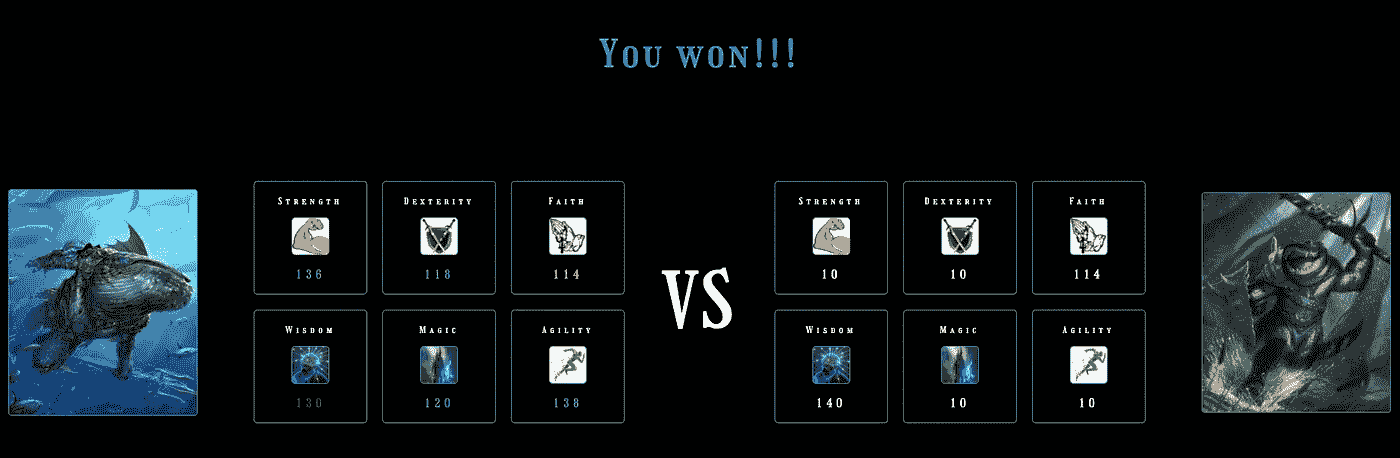 You won!!!
Strength Dexterity Faith Strength Dexterity Faith
136 118 114 10 10 114
VS
Wisdom Magic Agility Wisdom Magic Agility
130 120 138 140 10 10